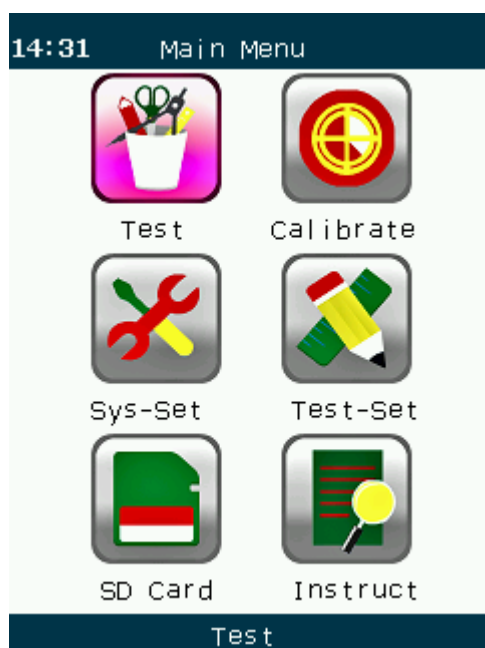 14:31 Main Menu
Test Calibrate
Sys-Set Test-Set
SD Card Instruct
Test